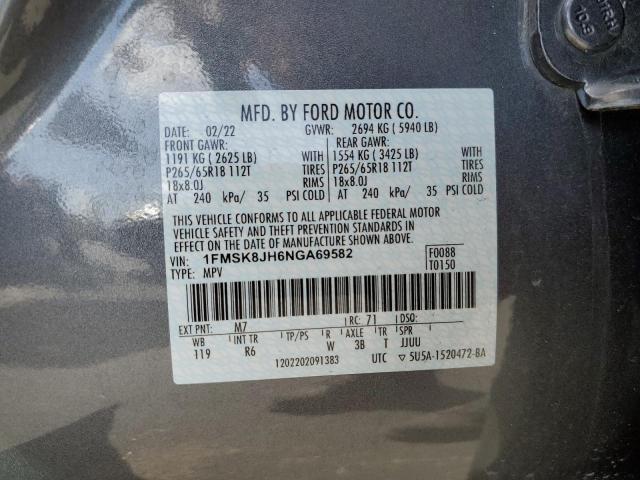 MFD. BY FORD MOTOR CO.
DATE: 02/22 GVWR: 2694 KG ( 5940 LB)
FRONT GAWR: REAR GAWR:
1191 KG ( 2625 LB) WITH 1554 KG ( 3425 LB) WITH
P265/65R18 112T TIRES P265/65R18 112T TIRES
18x8.0J RIMS 18x8.0J RIMS
AT 240 kPa/ 35 PSI COLD AT 240 kPa/ 35 PSI COLD
THIS VEHICLE CONFORMS TO ALL APPLICABLE FEDERAL MOTOR
VEHICLE SAFETY AND THEFT PREVENTION STANDARDS IN
EFFECT ON THE DATE OF MANUFACTURE SHOWN ABOVE.
VIN: 1FMSK8JH6NGA69582 F0088
TYPE: MPV T0150
EXT PNT: M7 RC: 71
WB INT TR TP/PS R AXLE TR SPR
119 R6 W 3B T JJUU
1202202091383 UTC 5U5A-1520472-BA